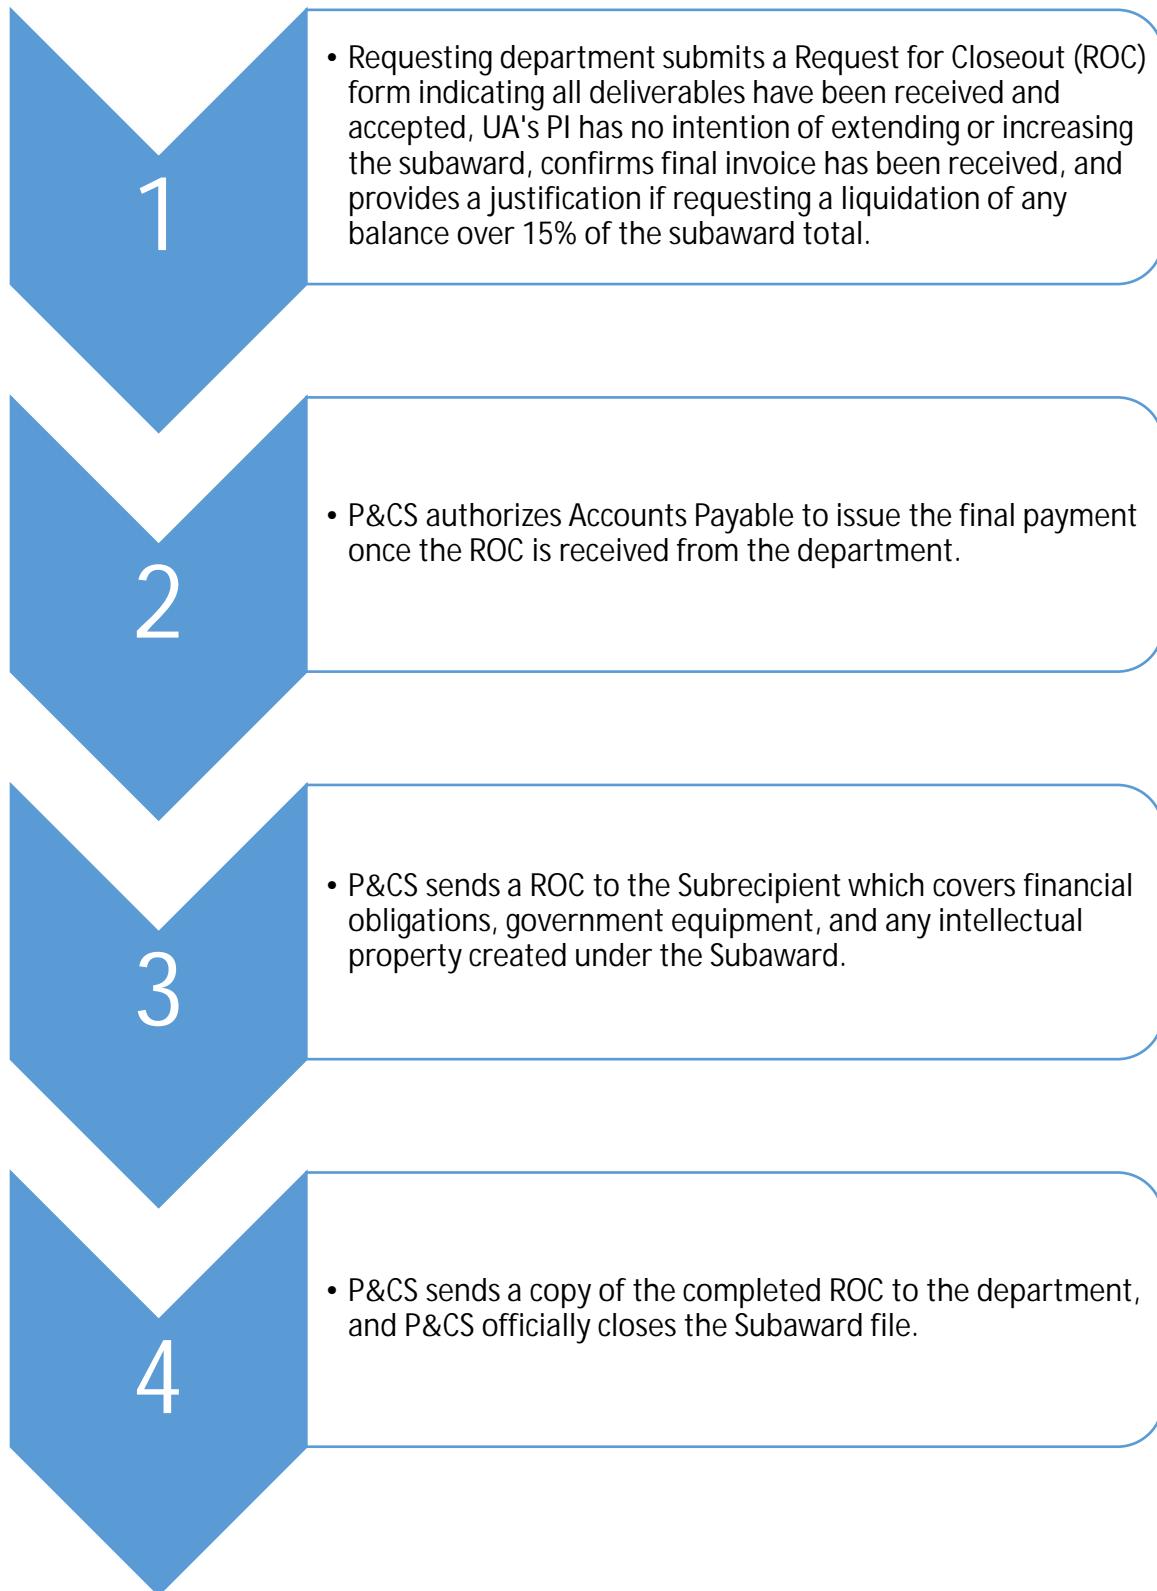 1
• Requesting department submits a Request for Closeout (ROC)
form indicating all deliverables have been received and
accepted, UA's PI has no intention of extending or increasing
the subaward, confirms final invoice has been received, and
provides a justification if requesting a liquidation of any
balance over 15% of the subaward total.
2
• P&CS authorizes Accounts Payable to issue the final payment
once the ROC is received from the department.
3
• P&CS sends a ROC to the Subrecipient which covers financial
obligations, government equipment, and any intellectual
property created under the Subaward.
4
• P&CS sends a copy of the completed ROC to the department,
and P&CS officially closes the Subaward file.